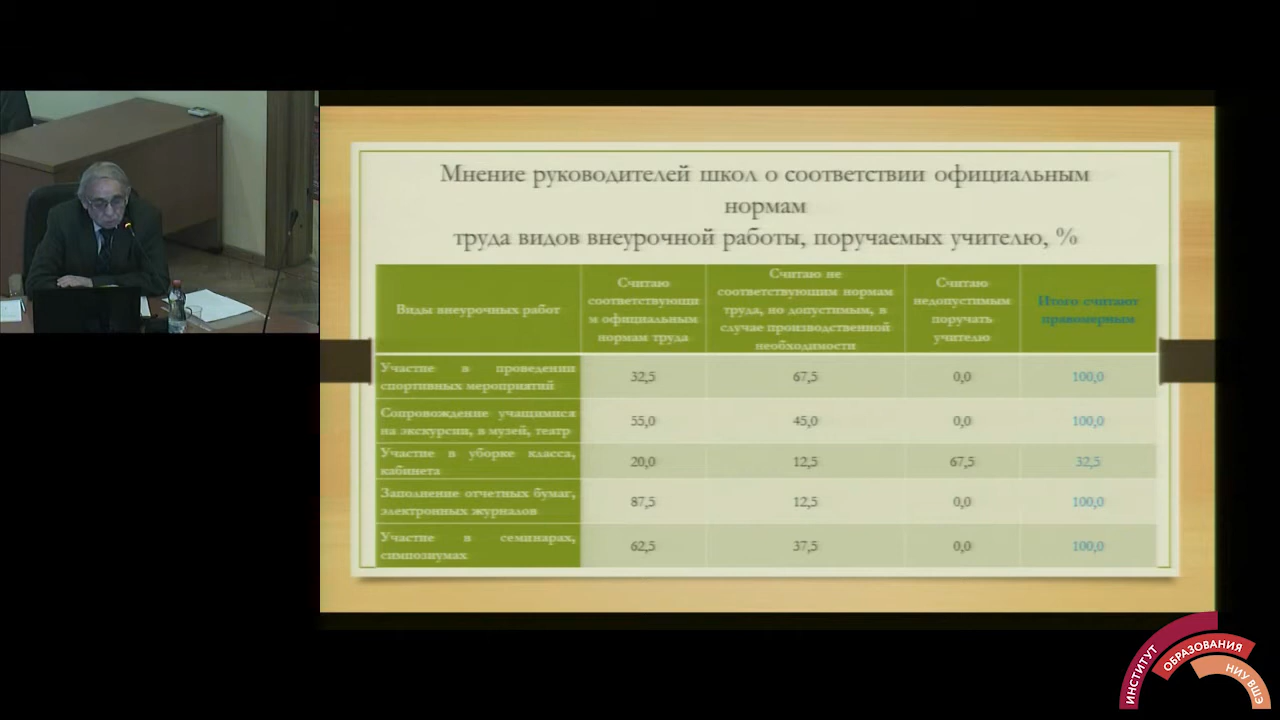 Мнение руководителей школ о соответствии официальным
нормам
труда видов внеурочной работы, поручаемых учителю, %
Виды внеурочных работ
Считаю
соответствующи
м официальным
нормам труда
Считаю не
соответствующим нормам
труда, но допустимым, в
случае производственной
необходимости
Считаю
недопустимым
поручать
учителю
Итого считают
правомерным
Участие в проведении
спортивных мероприятий
32,5
67,5
0,0
100,0
Сопровождение учащимися
на экскурсии, в музей, театр
55,0
45,0
0,0
100,0
Участие в уборке класса,
кабинета
20,0
12,5
67,5
32,5
Заполнение отчетных бумаг,
электронных журналов
87,5
12,5
0,0
100,0
Участие в семинарах,
симпозиумах
62,5
37,5
0,0
100,0
ИНСТИТУТ
ОБРАЗОВАНИЯ
НИУ ВШЭ